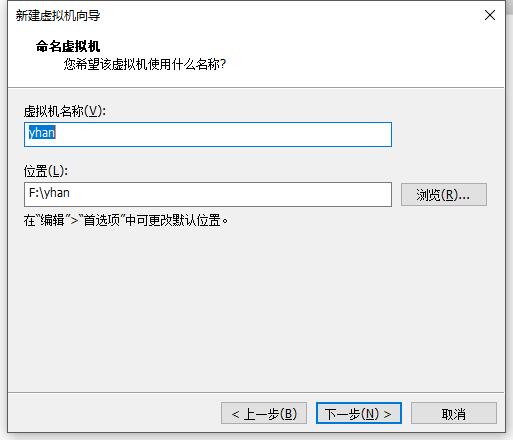 新建虚拟机向导
命名虚拟机
您希望该虚拟机使用什么名称?
虚拟机名称(V):
yhan
位置(L):
F:\yhan
浏览(R)...
在“编辑”>“首选项”中可更改默认位置。
< 上一步(B)
下一步(N) >
取消